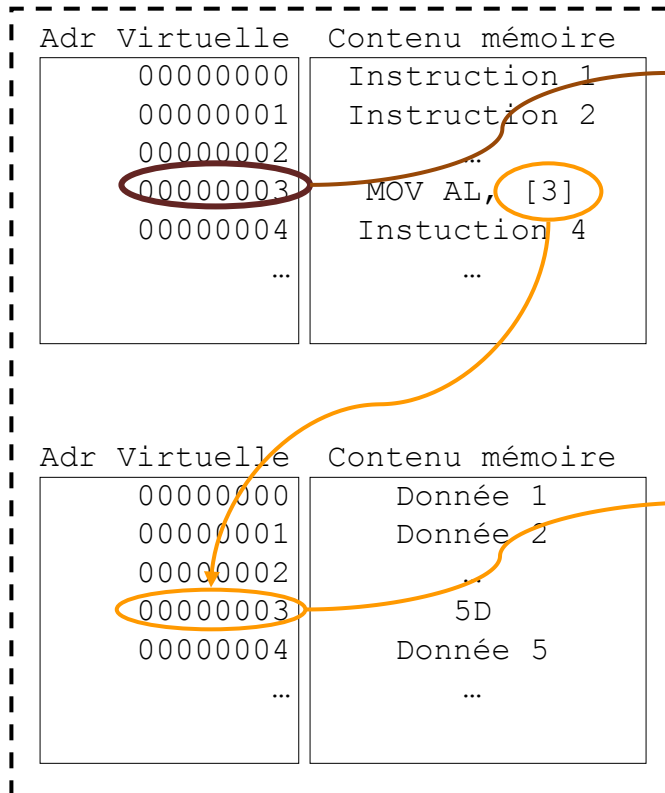 Adr Virtuelle Contenu mémoire
00000000 Instruction 1
00000001 Instruction 2
00000002 …
00000003 MOV AL, [3]
00000004 Instuction 4
… …
Adr Virtuelle Contenu mémoire
00000000 Donnée 1
00000001 Donnée 2
00000002 …
00000003 5D
00000004 Donnée 5
… …